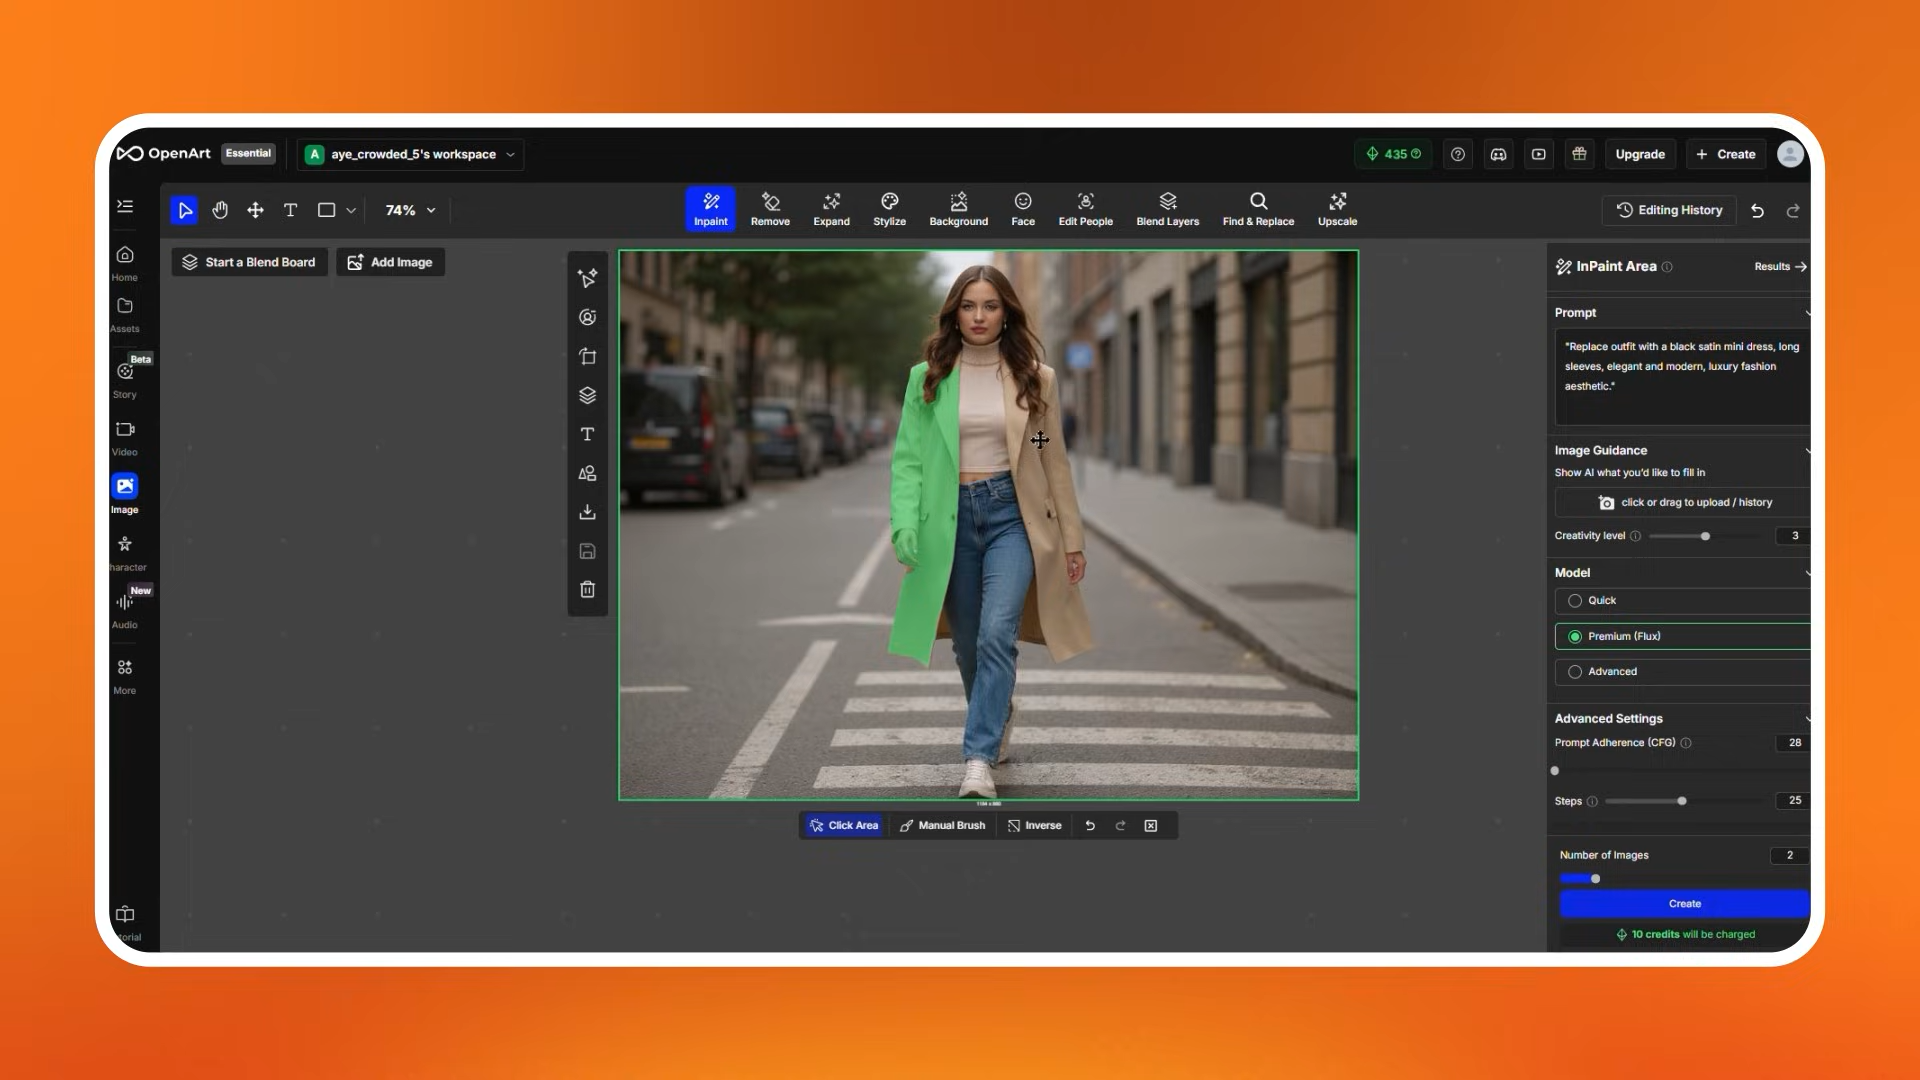 OpenArt
Essential
A
aye_crowded_5's workspace
435
Upgrade
+ Create
74%
Inpaint
Remove
Expand
Stylize
Background
Face
Edit People
Blend Layers
Find & Replace
Upscale
Editing History
Start a Blend Board
Add Image
Home
Assets
Beta
Story
Video
Image
haracter
New
Audio
More
torial
InPaint Area
Results →
Prompt
"Replace outfit with a black satin mini dress, long
sleeves, elegant and modern, luxury fashion
aesthetic."
Image Guidance
Show AI what you'd like to fill in
click or drag to upload / history
Creativity level
3
Model
Quick
Premium (Flux)
Advanced
Advanced Settings
Prompt Adherence (CFG)
28
Steps
25
Number of Images
2
Create
10 credits will be charged
Click Area
Manual Brush
Inverse